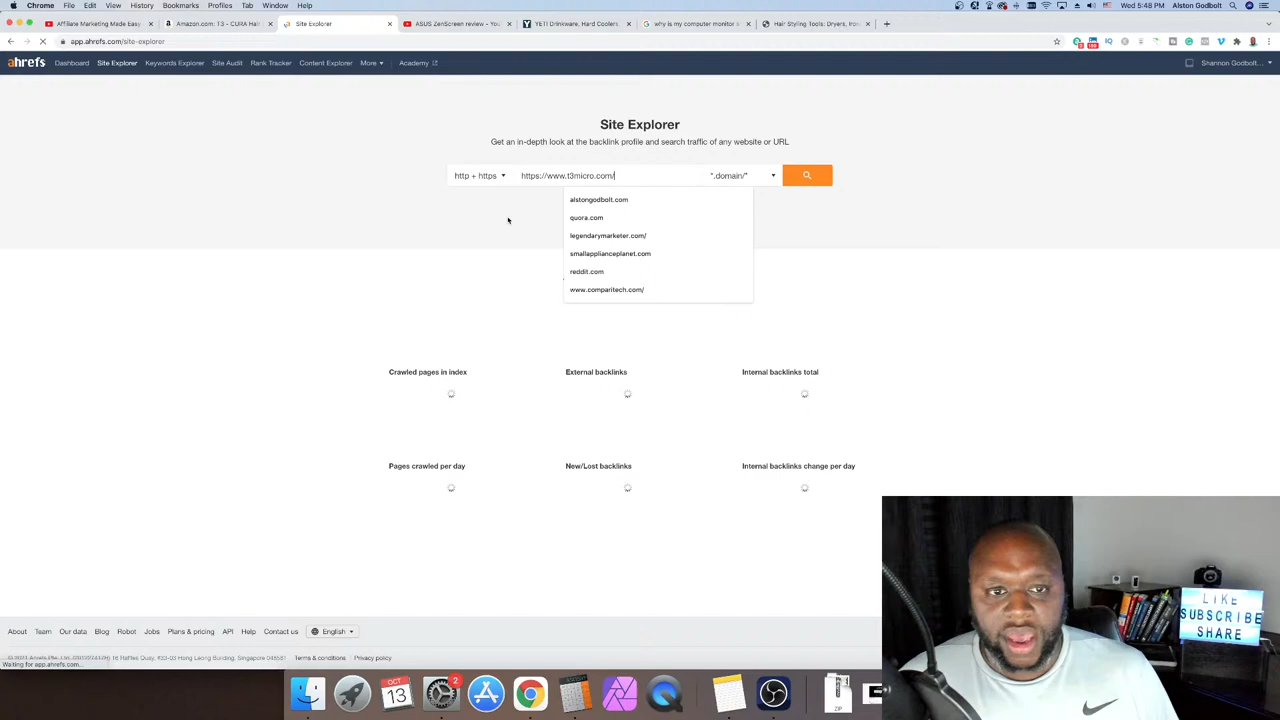 Chrome File Edit View History Bookmarks Profiles Tab Window Help
Wed 5:48 PM Alston Godbolt
Affiliate Marketing Made Easy
Amazon.com: T3 - CURA Hair
Site Explorer
ASUS ZenScreen review - You
YETI Drinkware, Hard Coolers
why is my computer monitor
Hair Styling Tools: Dryers, Iron
app.ahrefs.com/site-explorer
ahrefs Dashboard Site Explorer Keywords Explorer Site Audit Rank Tracker Content Explorer More Academy
Shannon Godbolt...
Site Explorer
Get an in-depth look at the backlink profile and search traffic of any website or URL
http + https https://www.t3micro.com/ *.domain/*
alstongodbolt.com
quora.com
legendarymarketer.com/
smallapplianceplanet.com
reddit.com
www.comparitech.com/
Crawled pages in index External backlinks Internal backlinks total
Pages crawled per day New/Lost backlinks Internal backlinks change per day
About Team Our data Blog Robot Jobs Plans & pricing API Help Contact us English
Terms & conditions Privacy policy
Waiting for app.ahrefs.com...
OCT
13
2
ZIP
LIKE
SUBSCRIBE
SHARE